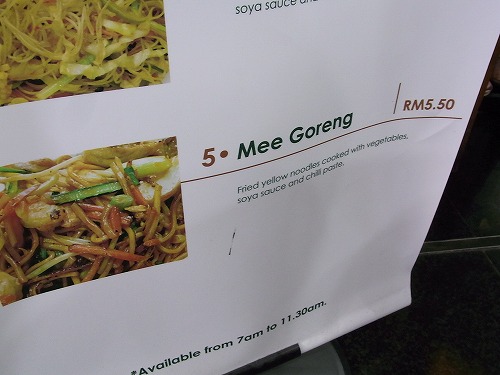 soya sauce and
RM5.50
5• Mee Goreng
Fried yellow noodles cooked with vegetables,
soya sauce and chilli paste.
*Available from 7am to 11.30am.